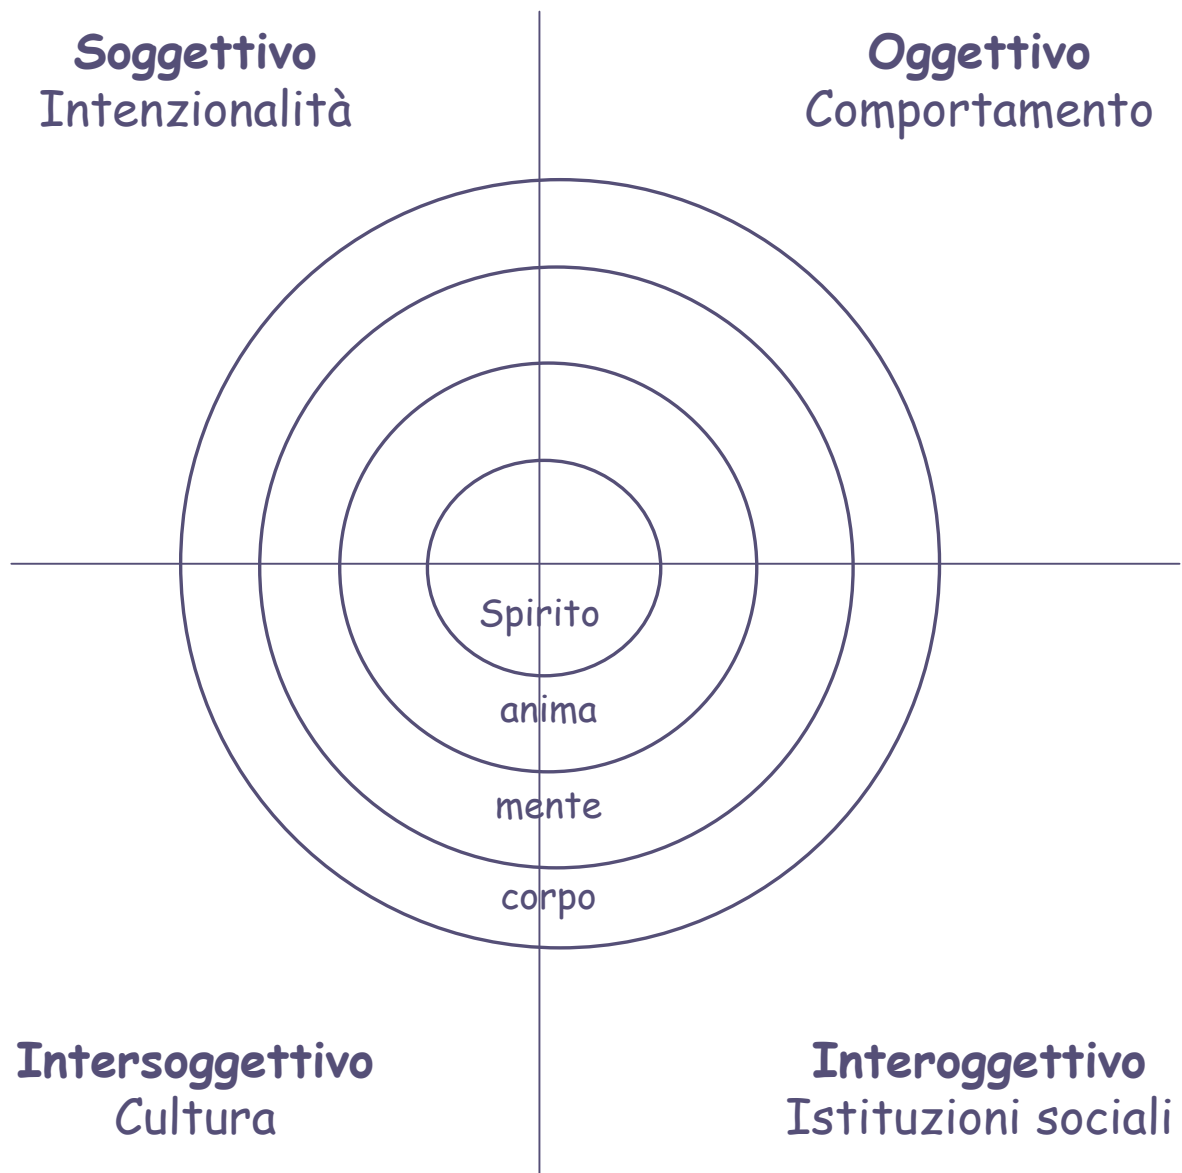 Soggettivo
Intenzionalità
Oggettivo
Comportamento
Spirito
anima
mente
corpo
Intersoggettivo
Cultura
Interoggettivo
Istituzioni sociali